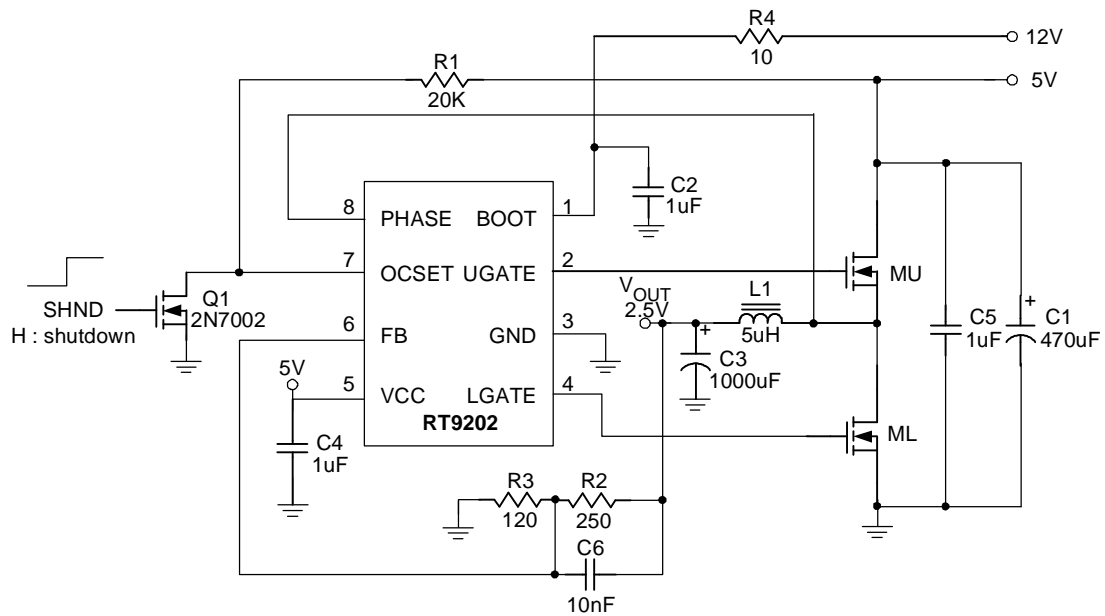 R4
12V
10
R1
5V
20K
C2
1uF
8 PHASE BOOT 1
7 OCSET UGATE 2
MU
Q1
SHND
2N7002
H : shutdown
VOUT
2.5V
L1
5uH
6 FB GND 3
C5
1uF
C1
470uF
+
+
C3
1000uF
5V
5 VCC LGATE 4
RT9202
ML
C4
1uF
R3
120
R2
250
C6
10nF